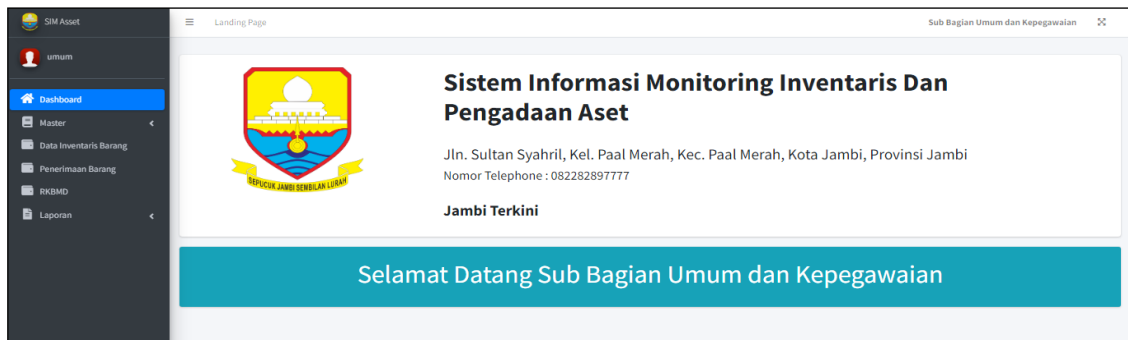 SIM Asset
Landing Page
Sub Bagian Umum dan Kepegawaian
umum
Dashboard
Master
Data Inventaris Barang
Penerimaan Barang
RKBMD
Laporan
SEPUCUK JAMBI SEMBILAN LURAH
Sistem Informasi Monitoring Inventaris Dan
Pengadaan Aset
Jln. Sultan Syahril, Kel. Paal Merah, Kec. Paal Merah, Kota Jambi, Provinsi Jambi
Nomor Telephone : 082282897777
Jambi Terkini
Selamat Datang Sub Bagian Umum dan Kepegawaian